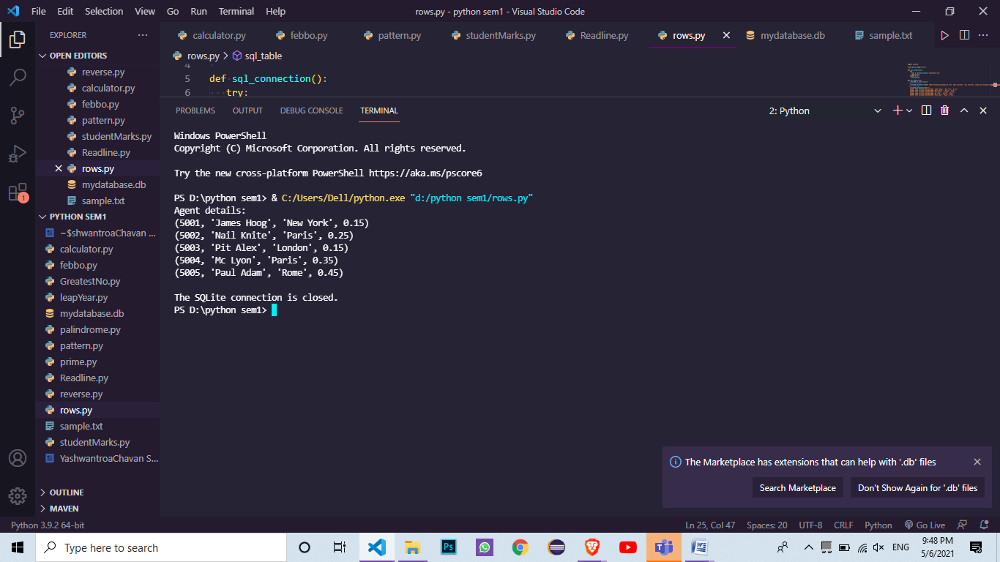 File Edit Selection View Go Run Terminal Help
rows.py - python sem1 - Visual Studio Code
EXPLORER
OPEN EDITORS
reverse.py
calculator.py
febbo.py
pattern.py
studentMarks.py
Readline.py
rows.py
mydatabase.db
sample.txt
PYTHON SEM1
~$shwantroaChavan ...
calculator.py
febbo.py
GreatestNo.py
leapYear.py
mydatabase.db
palindrome.py
pattern.py
prime.py
Readline.py
reverse.py
rows.py
sample.txt
studentMarks.py
YashwantroaChavan S...
OUTLINE
MAVEN
1
calculator.py febbo.py pattern.py studentMarks.py Readline.py rows.py mydatabase.db sample.txt
rows.py > sql_table
4
5 def sql_connection():
6 try:
PROBLEMS OUTPUT DEBUG CONSOLE TERMINAL 2: Python
Windows PowerShell
Copyright (C) Microsoft Corporation. All rights reserved.
Try the new cross-platform PowerShell https://aka.ms/pscore6
PS D:\python sem1> & C:/Users/Dell/python.exe "d:/python sem1/rows.py"
Agent details:
(5001, 'James Hoog', 'New York', 0.15)
(5002, 'Nail Knite', 'Paris', 0.25)
(5003, 'Pit Alex', 'London', 0.15)
(5004, 'Mc Lyon', 'Paris', 0.35)
(5005, 'Paul Adam', 'Rome', 0.45)
The SQLite connection is closed.
PS D:\python sem1>
The Marketplace has extensions that can help with '.db' files
Search Marketplace Don't Show Again for '.db' files
Python 3.9.2 64-bit Ln 25, Col 47 Spaces: 20 UTF-8 CRLF Python Go Live
Type here to search
Ps
ENG
9:48 PM
5/6/2021